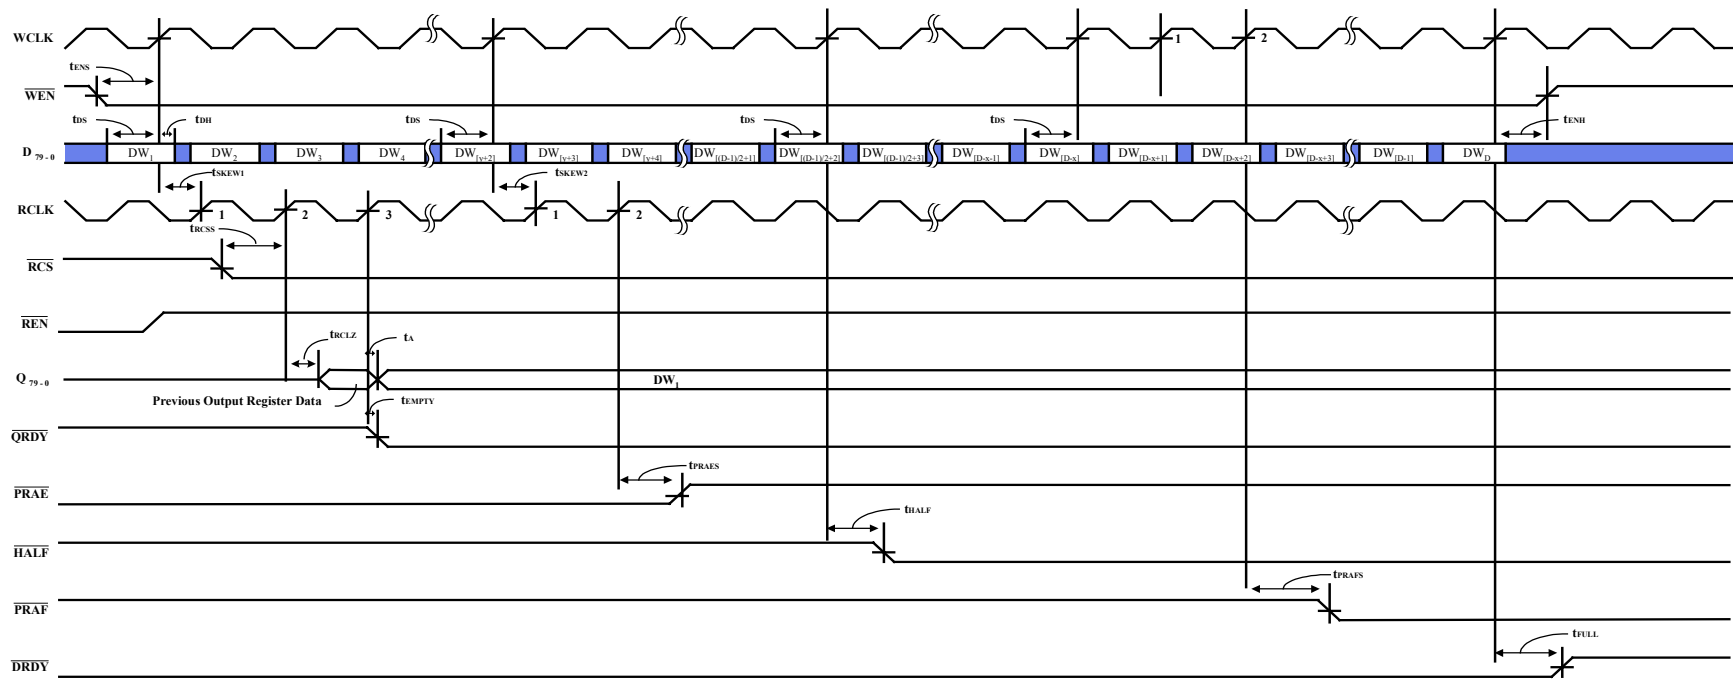 WCLK 1 2
tENS
WEN
tDS tDH tDS tDS tDS tENH
D 79 - 0 DW1 DW2 DW3 DW4 DW[y+2] DW[y+3] DW[y+4] DW[(D-1)/2+1] DW[(D-1)/2+2] DW[(D-1)/2+3] DW[D-x-1] DW[D-x] DW[D-x+1] DW[D-x+2] DW[D-x+3] DW[D-1] DWD
tSKEW1 tSKEW2
RCLK 1 2 3 1 2
tRCSS
RCS
REN
tRCLZ tA
Q 79 - 0 DW1
Previous Output Register Data tEMPTY
QRDY
tPRAES
PRAE
tHALF
HALF
tPRAFS
PRAF
tFULL
DRDY